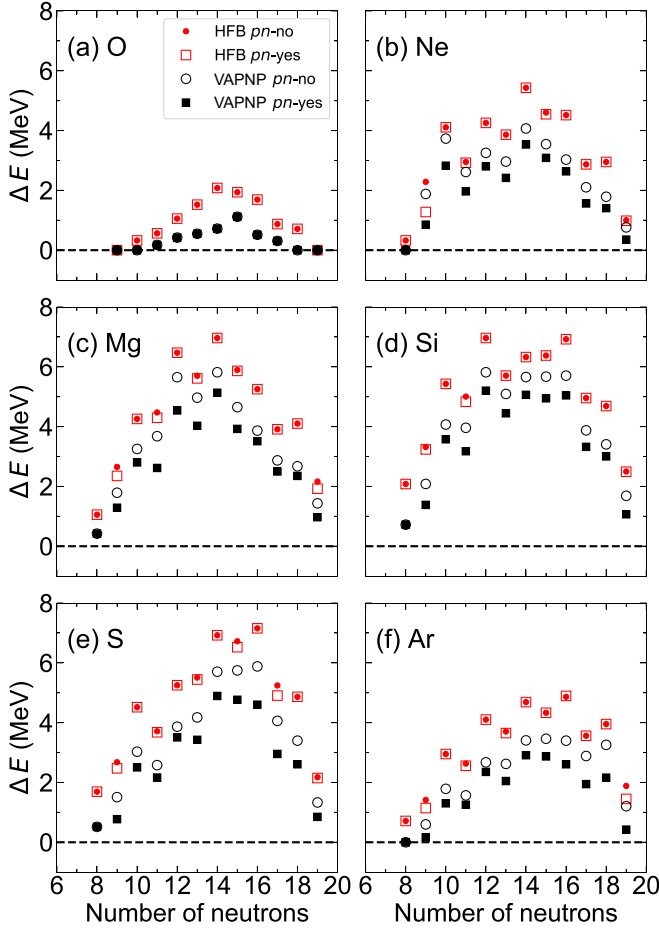 8
(a) O
HFB pn-no
HFB pn-yes
VAPNP pn-no
VAPNP pn-yes
(b) Ne
6
4
2
0
ΔE (MeV)
8
(c) Mg
(d) Si
6
4
2
0
ΔE (MeV)
8
(e) S
(f) Ar
6
4
2
0
ΔE (MeV)
6 8 10 12 14 16 18 20
6 8 10 12 14 16 18 20
Number of neutrons
Number of neutrons